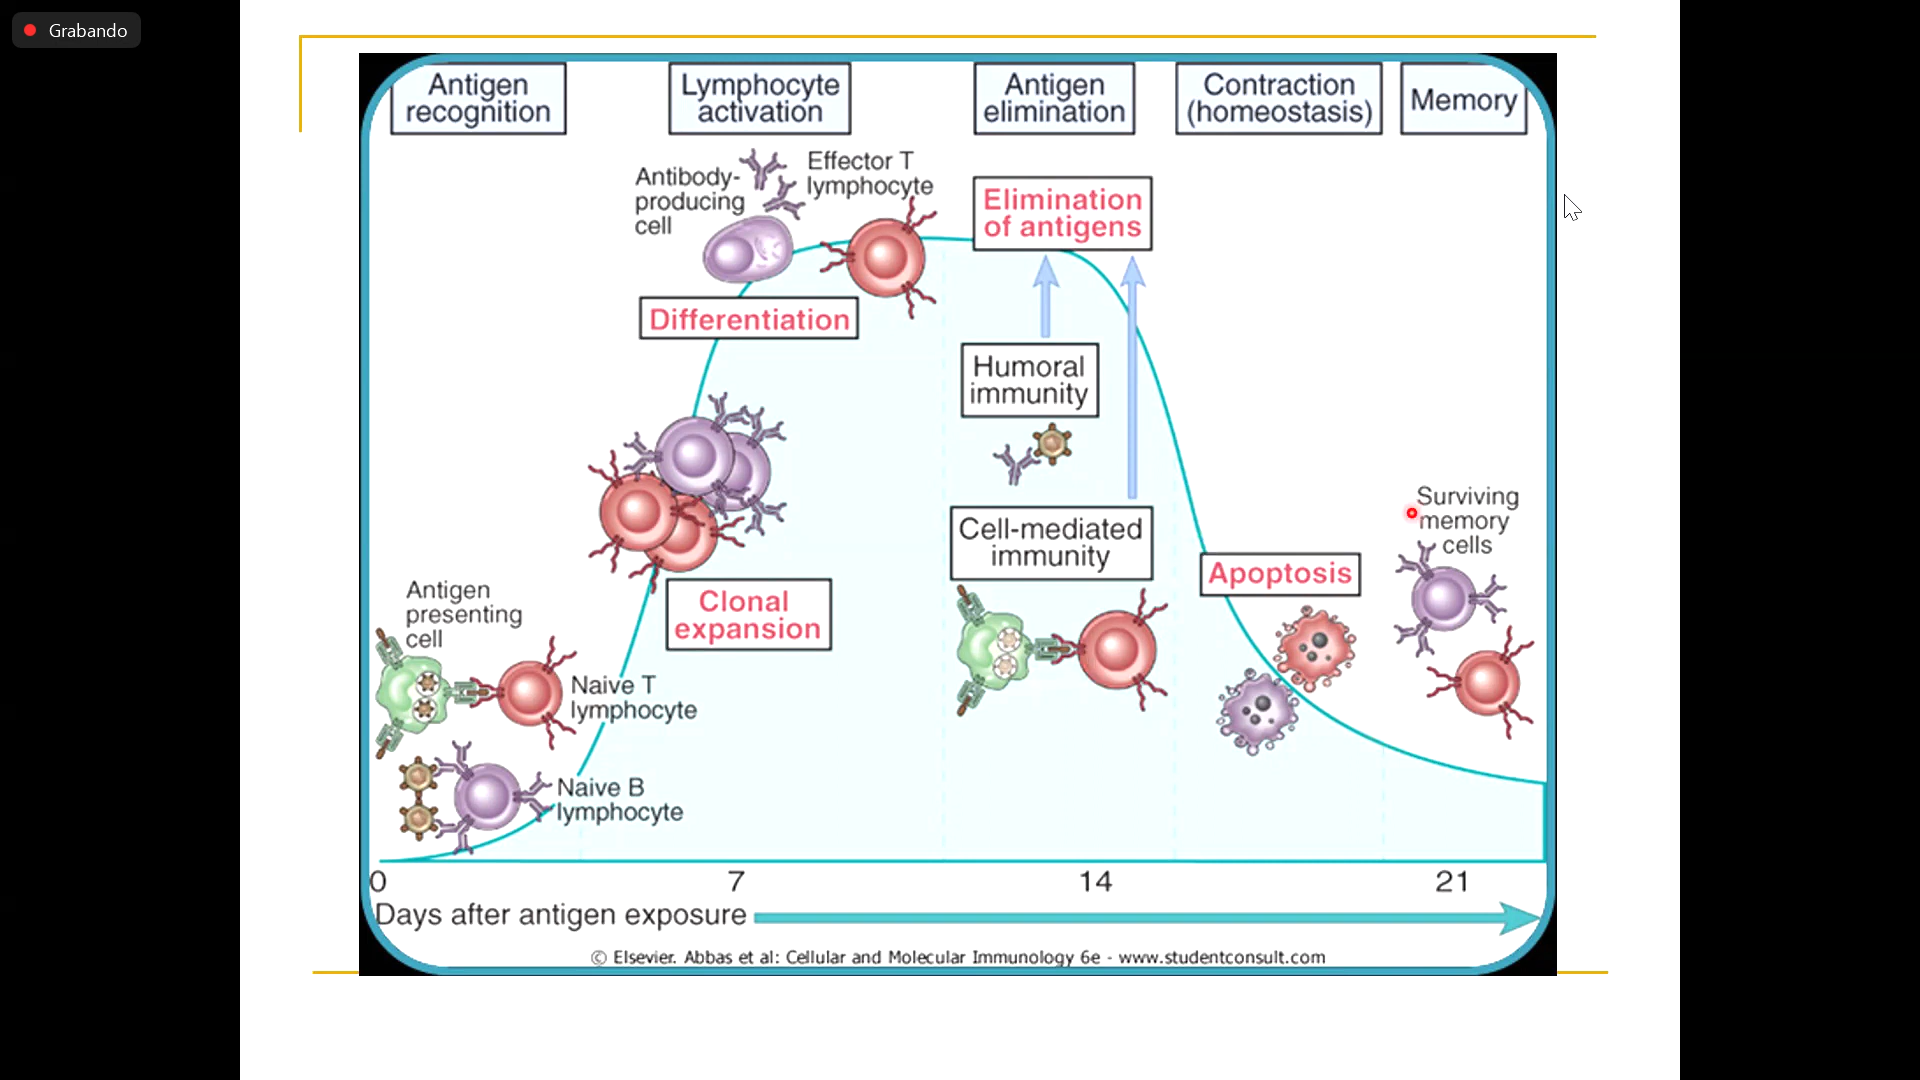 Grabando
Antigen
recognition
Lymphocyte
activation
Antigen
elimination
Contraction
(homeostasis)
Memory
Antibody-
producing
cell
Effector T
lymphocyte
Elimination
of antigens
Differentiation
Humoral
immunity
Surviving
memory
cells
Cell-mediated
immunity
Apoptosis
Clonal
expansion
Antigen
presenting
cell
Naive T
lymphocyte
Naive B
lymphocyte
0 7 14 21
Days after antigen exposure
© Elsevier. Abbas et al: Cellular and Molecular Immunology 6e - www.studentconsult.com